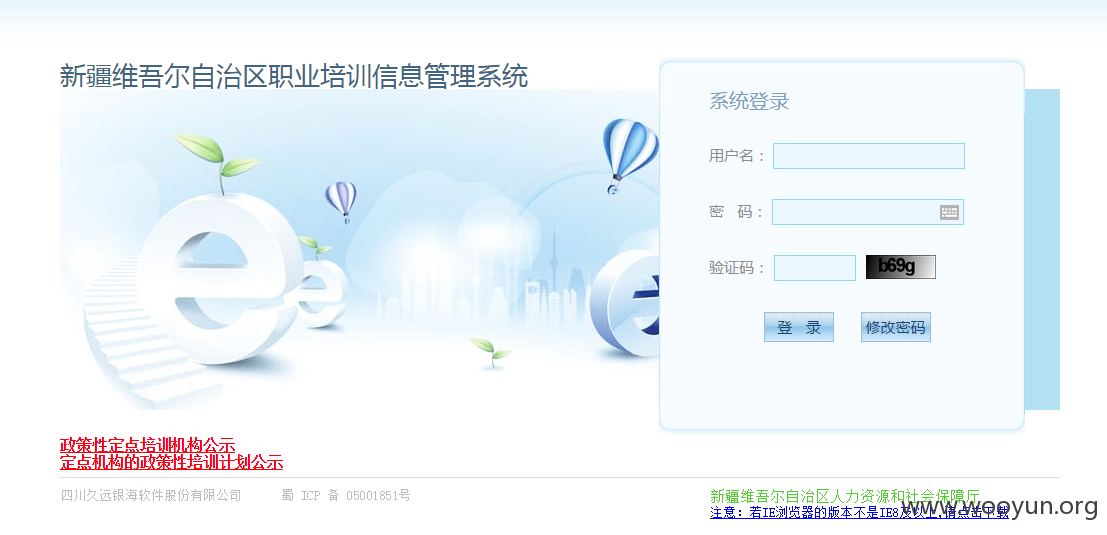 新疆维吾尔自治区职业培训信息管理系统
系统登录
用户名：
密 码：
验证码： b69g
登 录 修改密码
政策性定点培训机构公示
定点机构的政策性培训计划公示
四川久远银海软件股份有限公司 蜀 ICP 备 05001851号
新疆维吾尔自治区人力资源和社会保障厅
注意：若IE浏览器的版本不是IE8及以上,请点击下载
www.wooyun.org